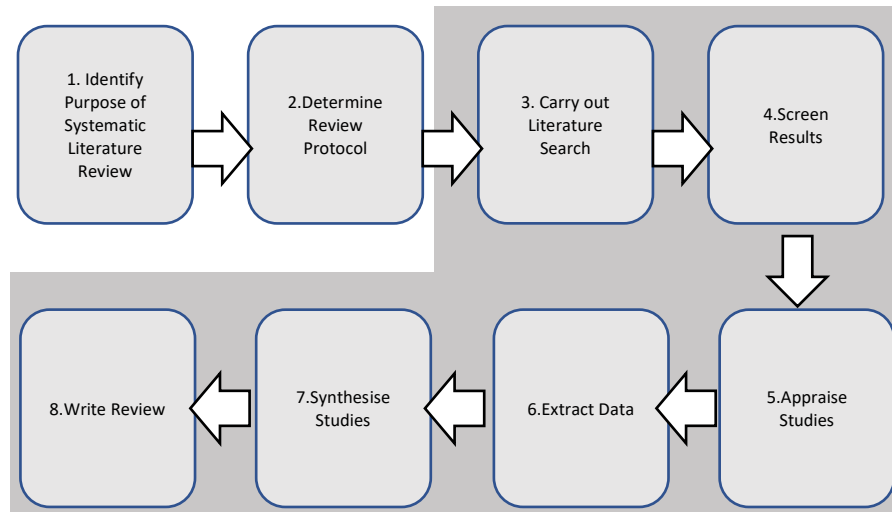 1. Identify
Purpose of
Systematic
Literature
Review
2.Determine
Review
Protocol
3. Carry out
Literature
Search
4.Screen
Results
5.Appraise
Studies
6.Extract Data
7.Synthesise
Studies
8.Write Review